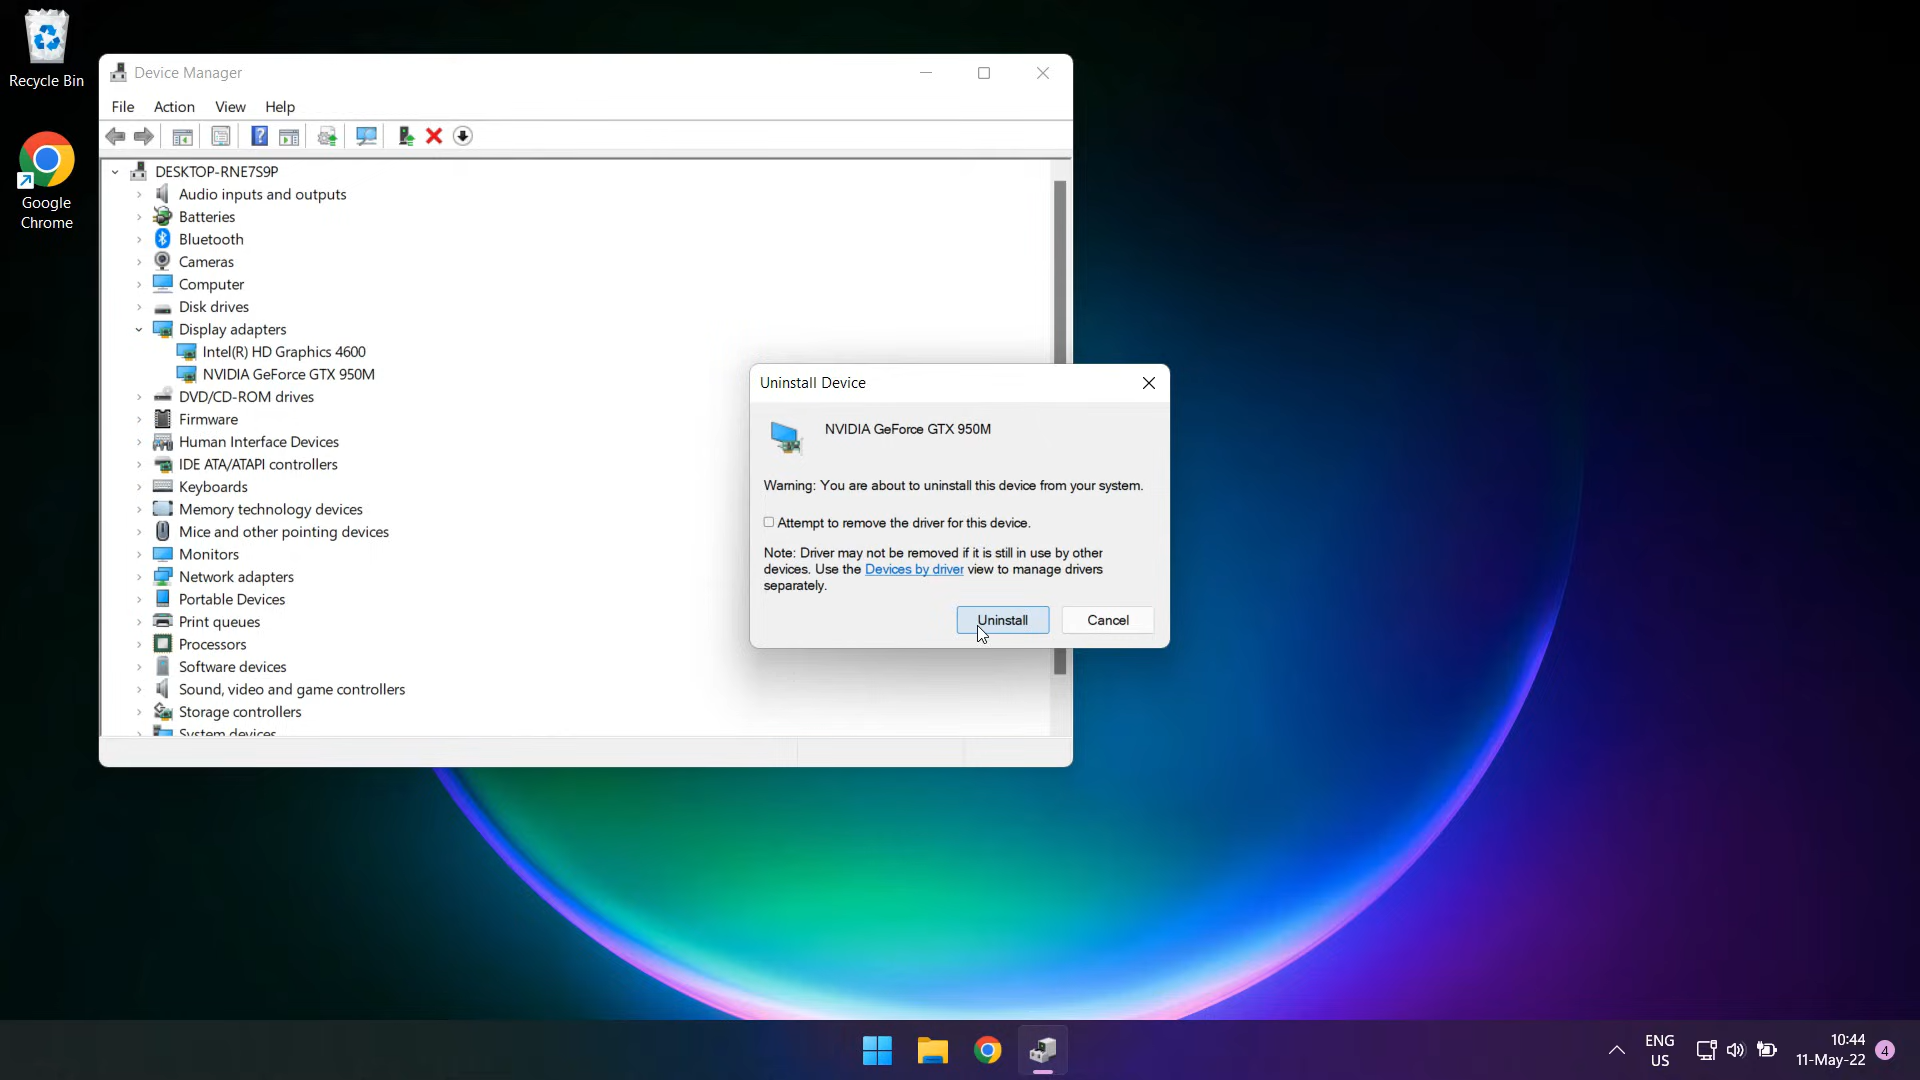 Recycle Bin
Google
Chrome
Device Manager
File Action View Help
DESKTOP-RNE7S9P
Audio inputs and outputs
Batteries
Bluetooth
Cameras
Computer
Disk drives
Display adapters
Intel(R) HD Graphics 4600
NVIDIA GeForce GTX 950M
DVD/CD-ROM drives
Firmware
Human Interface Devices
IDE ATA/ATAPI controllers
Keyboards
Memory technology devices
Mice and other pointing devices
Monitors
Network adapters
Portable Devices
Print queues
Processors
Software devices
Sound, video and game controllers
Storage controllers
System devices
Uninstall Device
NVIDIA GeForce GTX 950M
Warning: You are about to uninstall this device from your system.
Attempt to remove the driver for this device.
Note: Driver may not be removed if it is still in use by other
devices. Use the Devices by driver view to manage drivers
separately.
Uninstall Cancel
ENG
US
10:44
11-May-22
4